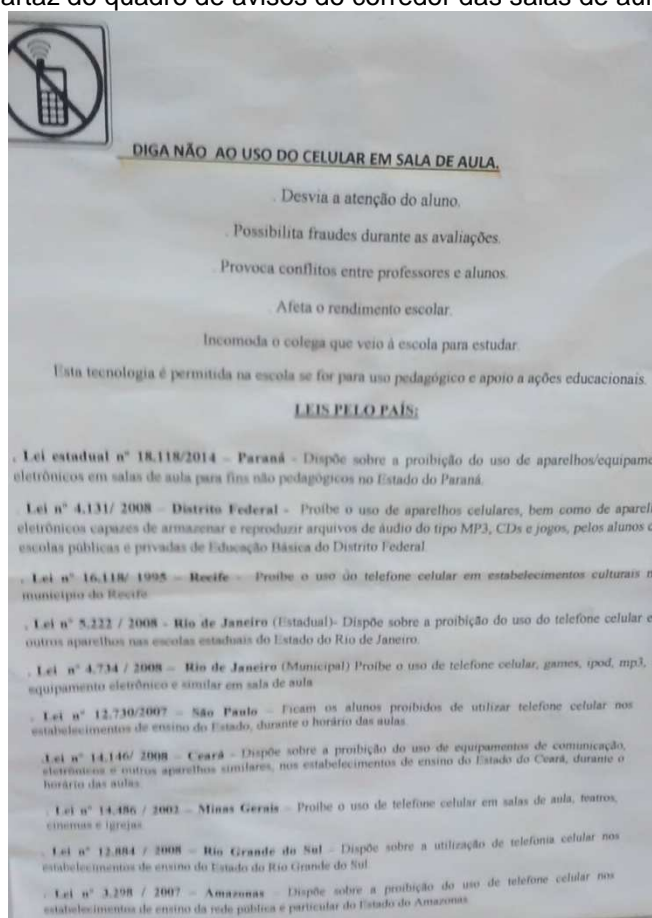 artaz do quadro de avisos do corredor das salas de aul
DIGA NÃO AO USO DO CELULAR EM SALA DE AULA.
. Desvia a atenção do aluno.
. Possibilita fraudes durante as avaliações.
. Provoca conflitos entre professores e alunos.
. Afeta o rendimento escolar.
Incomoda o colega que veio á escola para estudar.
Esta tecnologia é permitida na escola se for para uso pedagógico e apoio a ações educacionais.
LEIS PELO PAÍS:
. Lei estadual nº 18.118/2014 – Paraná - Dispõe sobre a proibição do uso de aparelhos/equipame
eletrônicos em salas de aula para fins não pedagógicos no Estado do Paraná.
. Lei nº 4.131/ 2008 – Distrito Federal - Proíbe o uso de aparelhos celulares, bem como de aparel
eletrônicos capazes de armazenar e reproduzir arquivos de áudio do tipo MP3, CDs e jogos, pelos alunos d
escolas públicas e privadas de Educação Básica do Distrito Federal.
. Lei nº 16.118/ 1995 – Recife - Proíbe o uso do telefone celular em estabelecimentos culturais n
município do Recife
. Lei nº 5.222 / 2008 - Rio de Janeiro (Estadual)- Dispõe sobre a proibição do uso do telefone celular e
outros aparelhos nas escolas estaduais do Estado do Rio de Janeiro.
. Lei nº 4.734 / 2008 – Rio de Janeiro (Municipal) Proíbe o uso de telefone celular, games, ipod, mp3,
equipamento eletrônico e similar em sala de aula
. Lei nº 12.730/2007 – São Paulo – Ficam os alunos proibidos de utilizar telefone celular nos
estabelecimentos de ensino do Estado, durante o horário das aulas.
.Lei nº 14.146/ 2008 – Ceará - Dispõe sobre a proibição do uso de equipamentos de comunicação,
eletrônicos e outros aparelhos similares, nos estabelecimentos de ensino do Estado do Ceará, durante o
horário das aulas.
. Lei nº 14.486 / 2002 – Minas Gerais – Proíbe o uso de telefone celular em salas de aula, teatros,
cinemas e igrejas.
. Lei nº 12.884 / 2008 – Rio Grande do Sul - Dispõe sobre a utilização de telefonia celular nos
estabelecimentos de ensino do Estado do Rio Grande do Sul.
. Lei nº 3.298 / 2007 – Amazonas – Dispõe sobre a proibição do uso de telefone celular nos
estabelecimentos de ensino da rede pública e particular do Estado do Amazonas